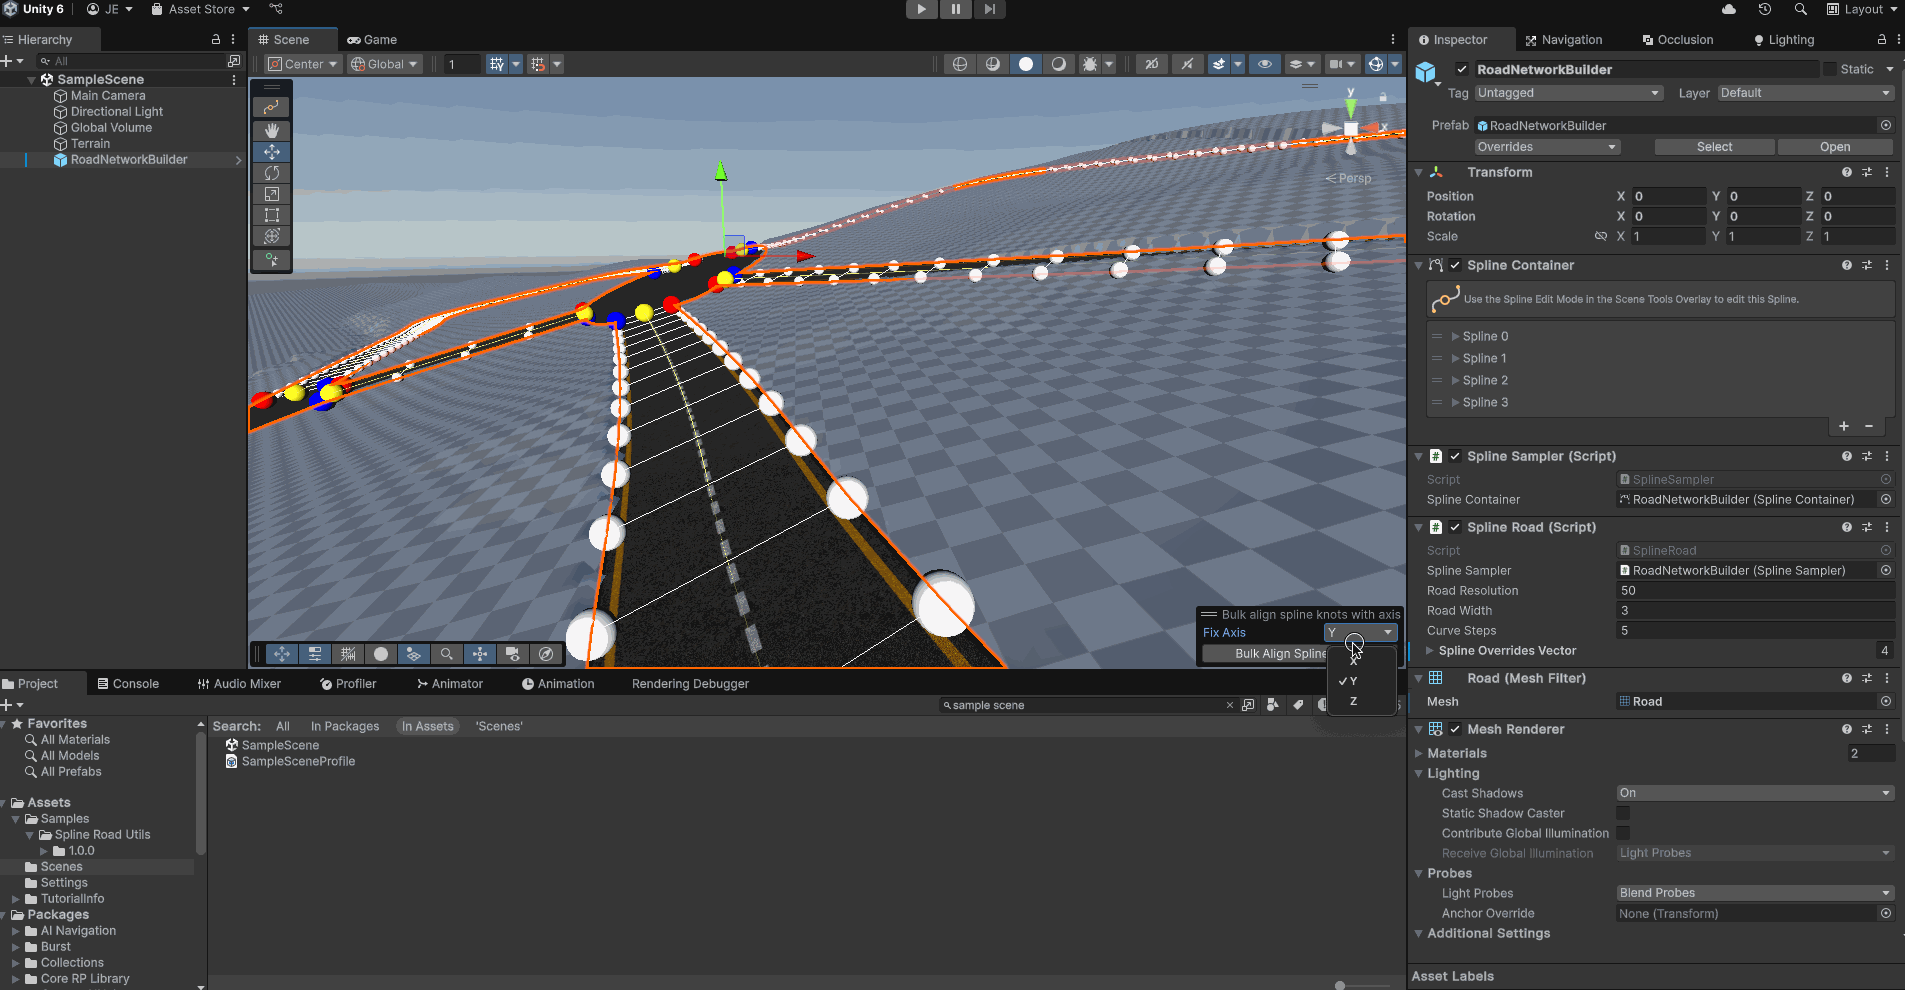 Unity 6 JE Asset Store Layout
Hierarchy
All
SampleScene
Main Camera
Directional Light
Global Volume
Terrain
RoadNetworkBuilder
Scene Game
Center Global 1 2D
y
x
Persp
Bulk align spline knots with axis
Fix Axis Y
Bulk Align Spline
X
Y
Z
Inspector Navigation Occlusion Lighting
RoadNetworkBuilder Static
Tag Untagged Layer Default
Prefab RoadNetworkBuilder
Overrides Select Open
Transform
Position X 0 Y 0 Z 0
Rotation X 0 Y 0 Z 0
Scale X 1 Y 1 Z 1
Spline Container
Use the Spline Edit Mode in the Scene Tools Overlay to edit this Spline.
Spline 0
Spline 1
Spline 2
Spline 3
Spline Sampler (Script)
Script SplineSampler
Spline Container RoadNetworkBuilder (Spline Container)
Spline Road (Script)
Script SplineRoad
Spline Sampler RoadNetworkBuilder (Spline Sampler)
Road Resolution 50
Road Width 3
Curve Steps 5
Spline Overrides Vector 4
Road (Mesh Filter)
Mesh Road
Mesh Renderer
Materials 2
Lighting
Cast Shadows On
Static Shadow Caster
Contribute Global Illumination
Receive Global Illumination Light Probes
Probes
Light Probes Blend Probes
Anchor Override None (Transform)
Additional Settings
Asset Labels
Project Console Audio Mixer Profiler Animator Animation Rendering Debugger
sample scene
Favorites
All Materials
All Models
All Prefabs
Assets
Samples
Spline Road Utils
1.0.0
Scenes
Settings
TutorialInfo
Packages
AI Navigation
Burst
Collections
Core RP Library
Search: All In Packages In Assets 'Scenes'
SampleScene
SampleSceneProfile